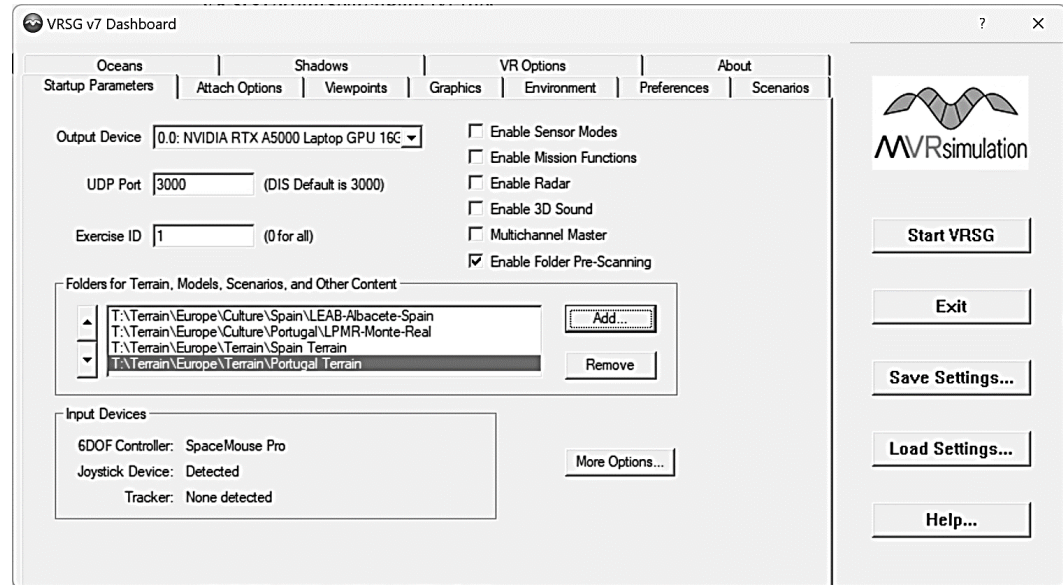 VRSG v7 Dashboard
?
Oceans
Shadows
VR Options
About
Startup Parameters
Attach Options
Viewpoints
Graphics
Environment
Preferences
Scenarios
Output Device 0.0: NVIDIA RTX A5000 Laptop GPU 16G
UDP Port 3000 (DIS Default is 3000)
Exercise ID 1 (0 for all)
Enable Sensor Modes
Enable Mission Functions
Enable Radar
Enable 3D Sound
Multichannel Master
Enable Folder Pre-Scanning
Folders for Terrain, Models, Scenarios, and Other Content
T:\Terrain\Europe\Culture\Spain\LEAB-Albacete-Spain
T:\Terrain\Europe\Culture\Portugal\LPMR-Monte-Real
T:\Terrain\Europe\Terrain\Spain Terrain
T:\Terrain\Europe\Terrain\Portugal Terrain
Add...
Remove
Input Devices
6DOF Controller: SpaceMouse Pro
Joystick Device: Detected
Tracker: None detected
More Options...
MVRsimulation
Start VRSG
Exit
Save Settings...
Load Settings...
Help...